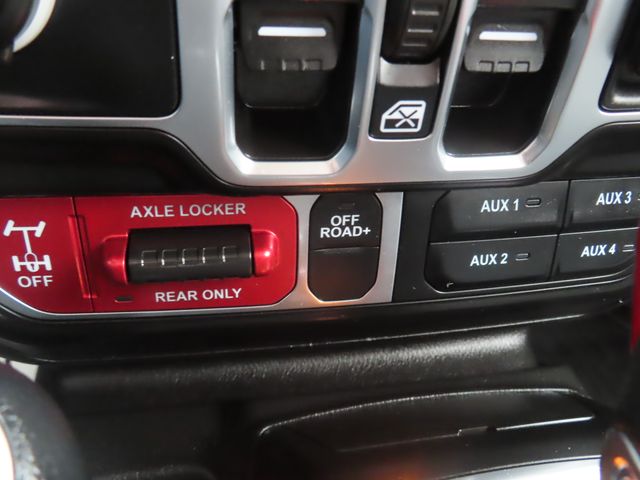 AXLE LOCKER
OFF
REAR ONLY
OFF
ROAD+
AUX 1
AUX 2
AUX 3
AUX 4